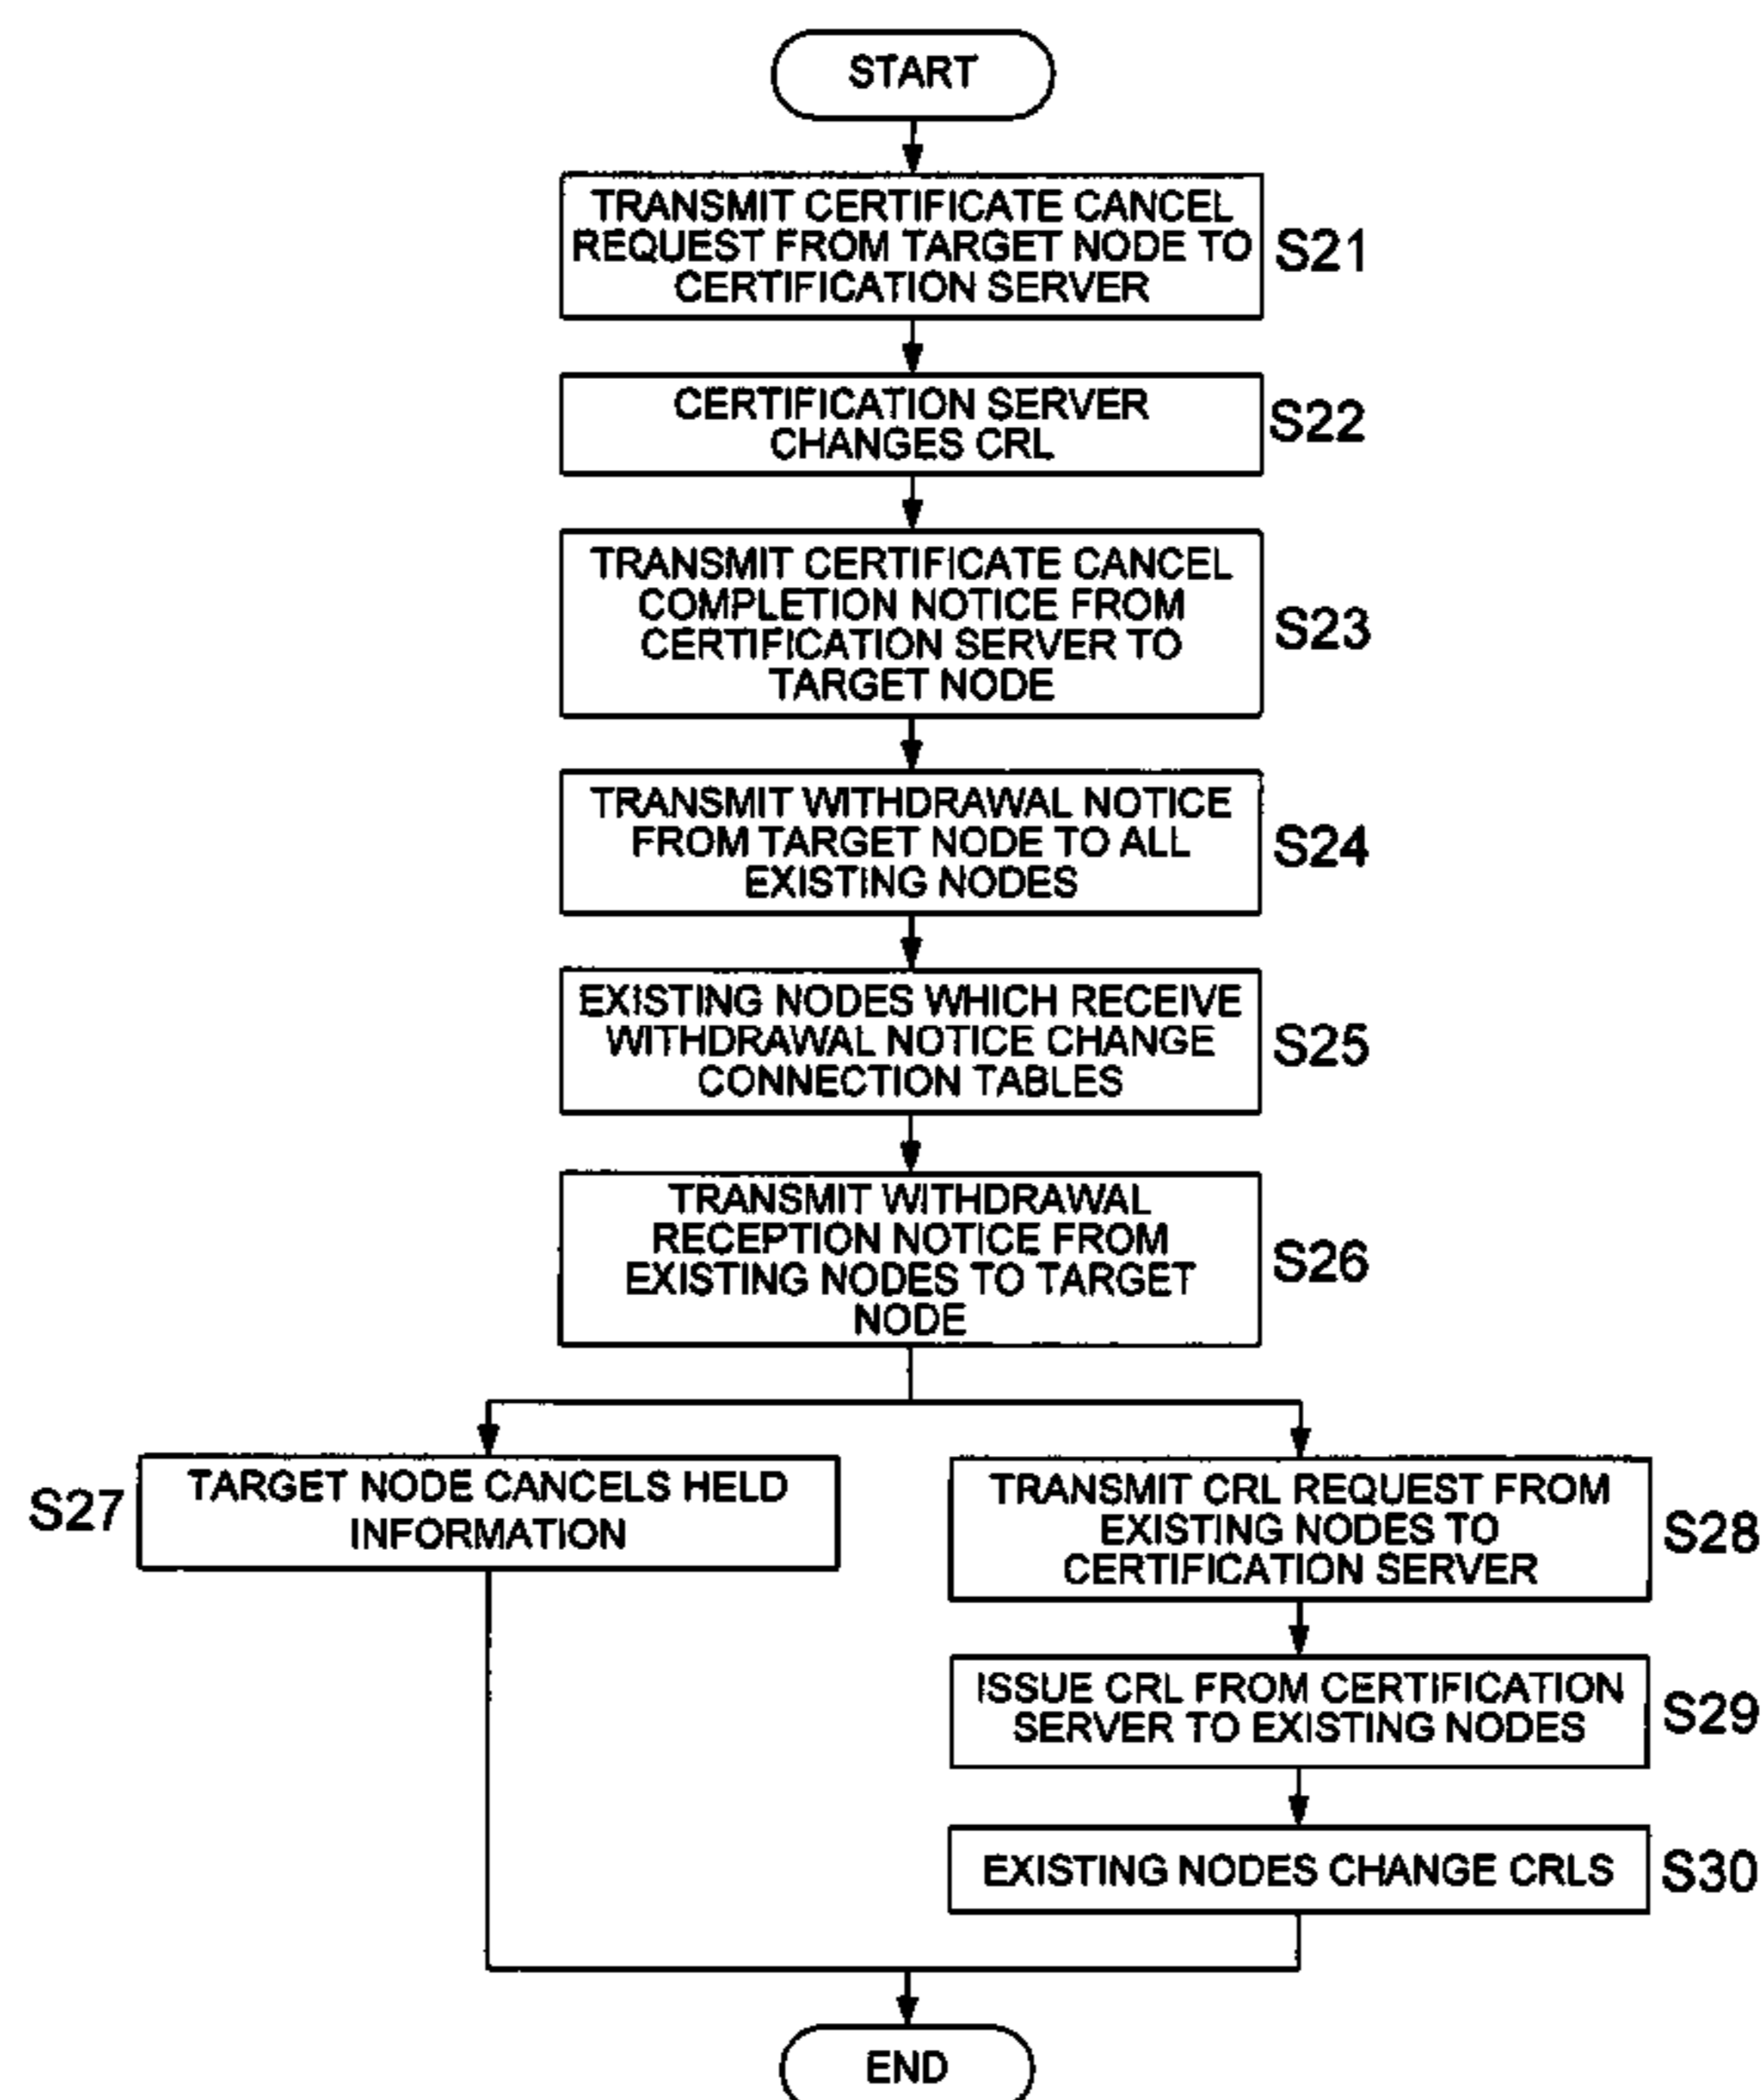 START
TRANSMIT CERTIFICATE CANCEL
REQUEST FROM TARGET NODE TO
CERTIFICATION SERVER
S21
CERTIFICATION SERVER
CHANGES CRL
S22
TRANSMIT CERTIFICATE CANCEL
COMPLETION NOTICE FROM
CERTIFICATION SERVER TO
TARGET NODE
S23
TRANSMIT WITHDRAWAL NOTICE
FROM TARGET NODE TO ALL
EXISTING NODES
S24
EXISTING NODES WHICH RECEIVE
WITHDRAWAL NOTICE CHANGE
CONNECTION TABLES
S25
TRANSMIT WITHDRAWAL
RECEPTION NOTICE FROM
EXISTING NODES TO TARGET
NODE
S26
S27
TARGET NODE CANCELS HELD
INFORMATION
TRANSMIT CRL REQUEST FROM
EXISTING NODES TO
CERTIFICATION SERVER
S28
ISSUE CRL FROM CERTIFICATION
SERVER TO EXISTING NODES
S29
EXISTING NODES CHANGE CRLS
S30
END